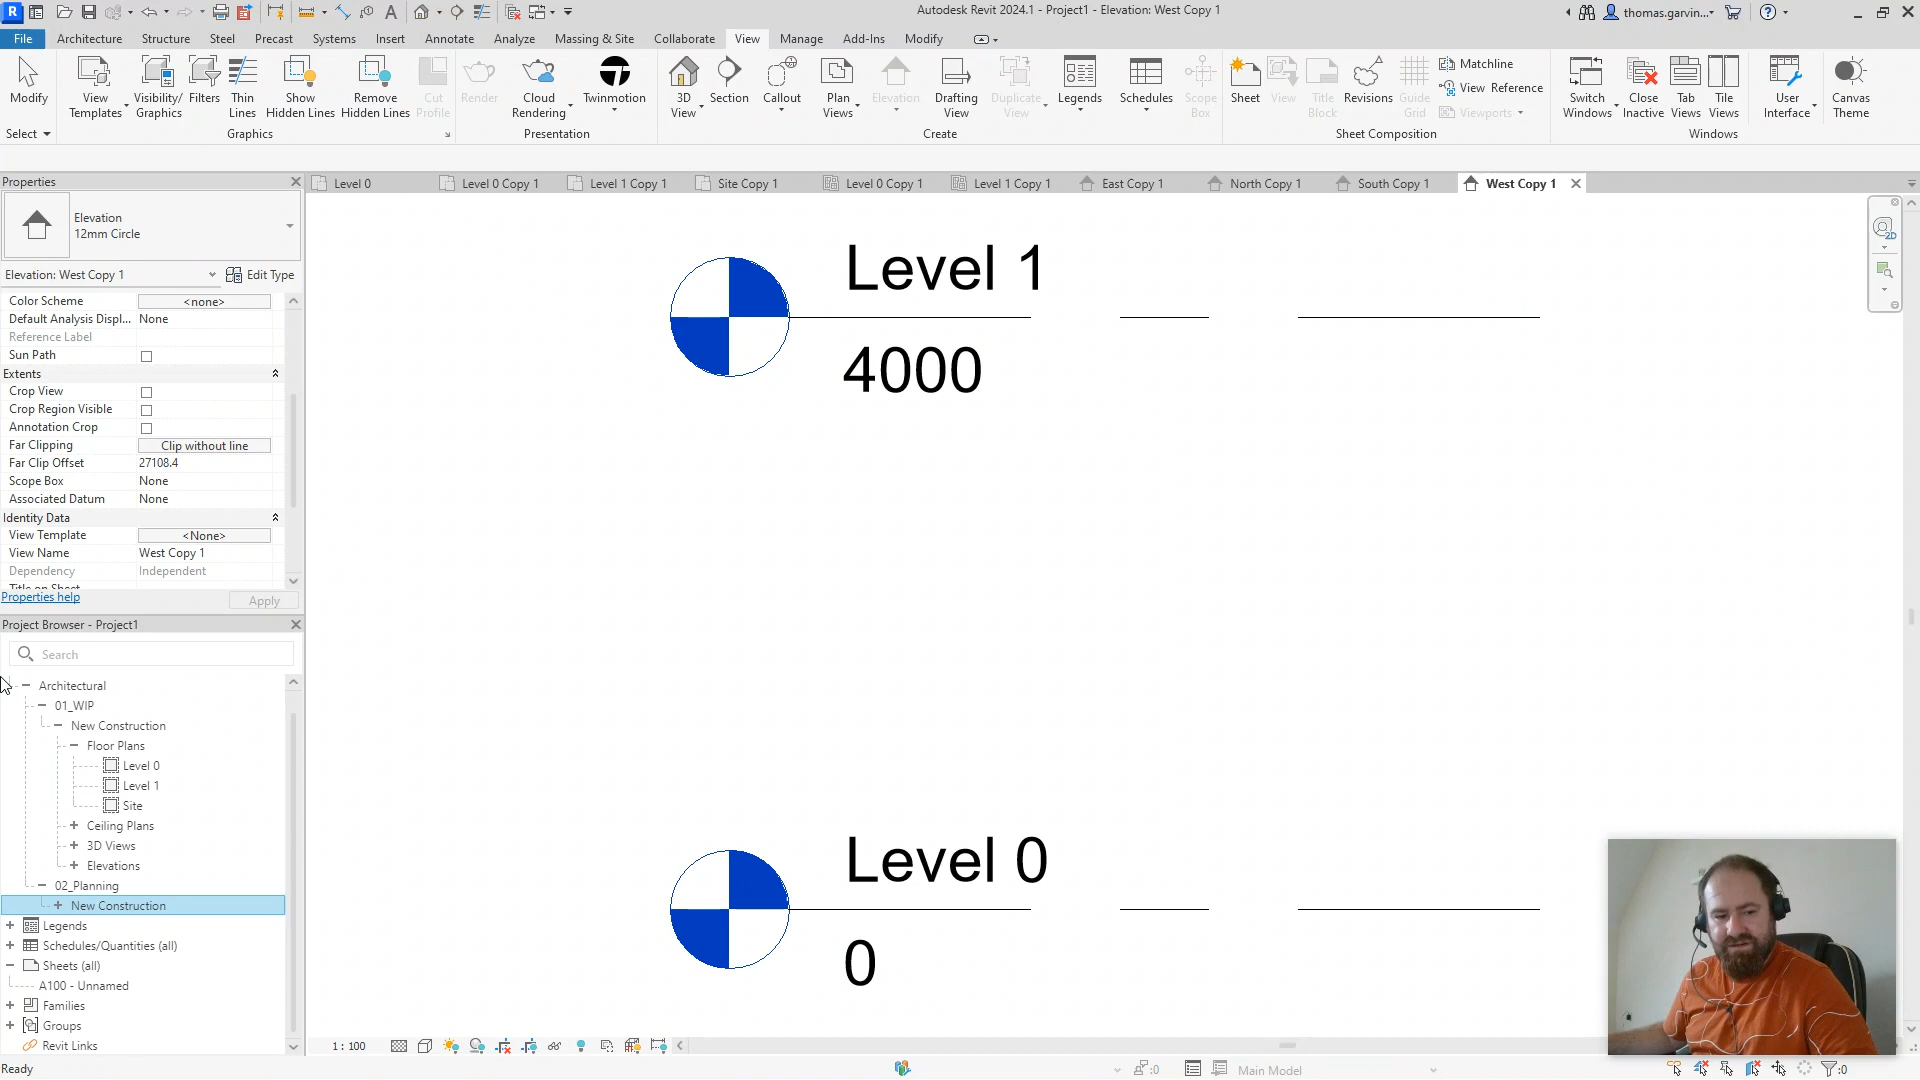 Autodesk Revit 2024.1 - Project1 - Elevation: West Copy 1
thomas.garvin...
File Architecture Structure Steel Precast Systems Insert Annotate Analyze Massing & Site Collaborate View Manage Add-Ins Modify
Modify
View Templates
Visibility/ Graphics
Filters
Thin Lines
Show Hidden Lines
Remove Hidden Lines
Cut Profile
Render
Cloud Rendering
Twinmotion
3D View
Section
Callout
Plan Views
Elevation
Drafting View
Duplicate View
Legends
Schedules
Scope Box
Sheet
View
Title Block
Revisions
Guide Grid
Matchline
View Reference
Viewports
Switch Windows
Close Inactive
Tab Views
Tile Views
User Interface
Canvas Theme
Select
Graphics
Presentation
Create
Sheet Composition
Windows
Properties
Level 0
Level 0 Copy 1
Level 1 Copy 1
Site Copy 1
Level 0 Copy 1
Level 1 Copy 1
East Copy 1
North Copy 1
South Copy 1
West Copy 1
Elevation
12mm Circle
Elevation: West Copy 1
Edit Type
Color Scheme <none>
Default Analysis Displ... None
Reference Label
Sun Path
Extents
Crop View
Crop Region Visible
Annotation Crop
Far Clipping Clip without line
Far Clip Offset 27108.4
Scope Box None
Associated Datum None
Identity Data
View Template <None>
View Name West Copy 1
Dependency Independent
Title on Sheet
Properties help
Apply
Project Browser - Project1
Search
Architectural
01_WIP
New Construction
Floor Plans
Level 0
Level 1
Site
Ceiling Plans
3D Views
Elevations
02_Planning
New Construction
Legends
Schedules/Quantities (all)
Sheets (all)
A100 - Unnamed
Families
Groups
Revit Links
Level 1
4000
Level 0
0
2D
1 : 100
Ready
:0
Main Model
:0